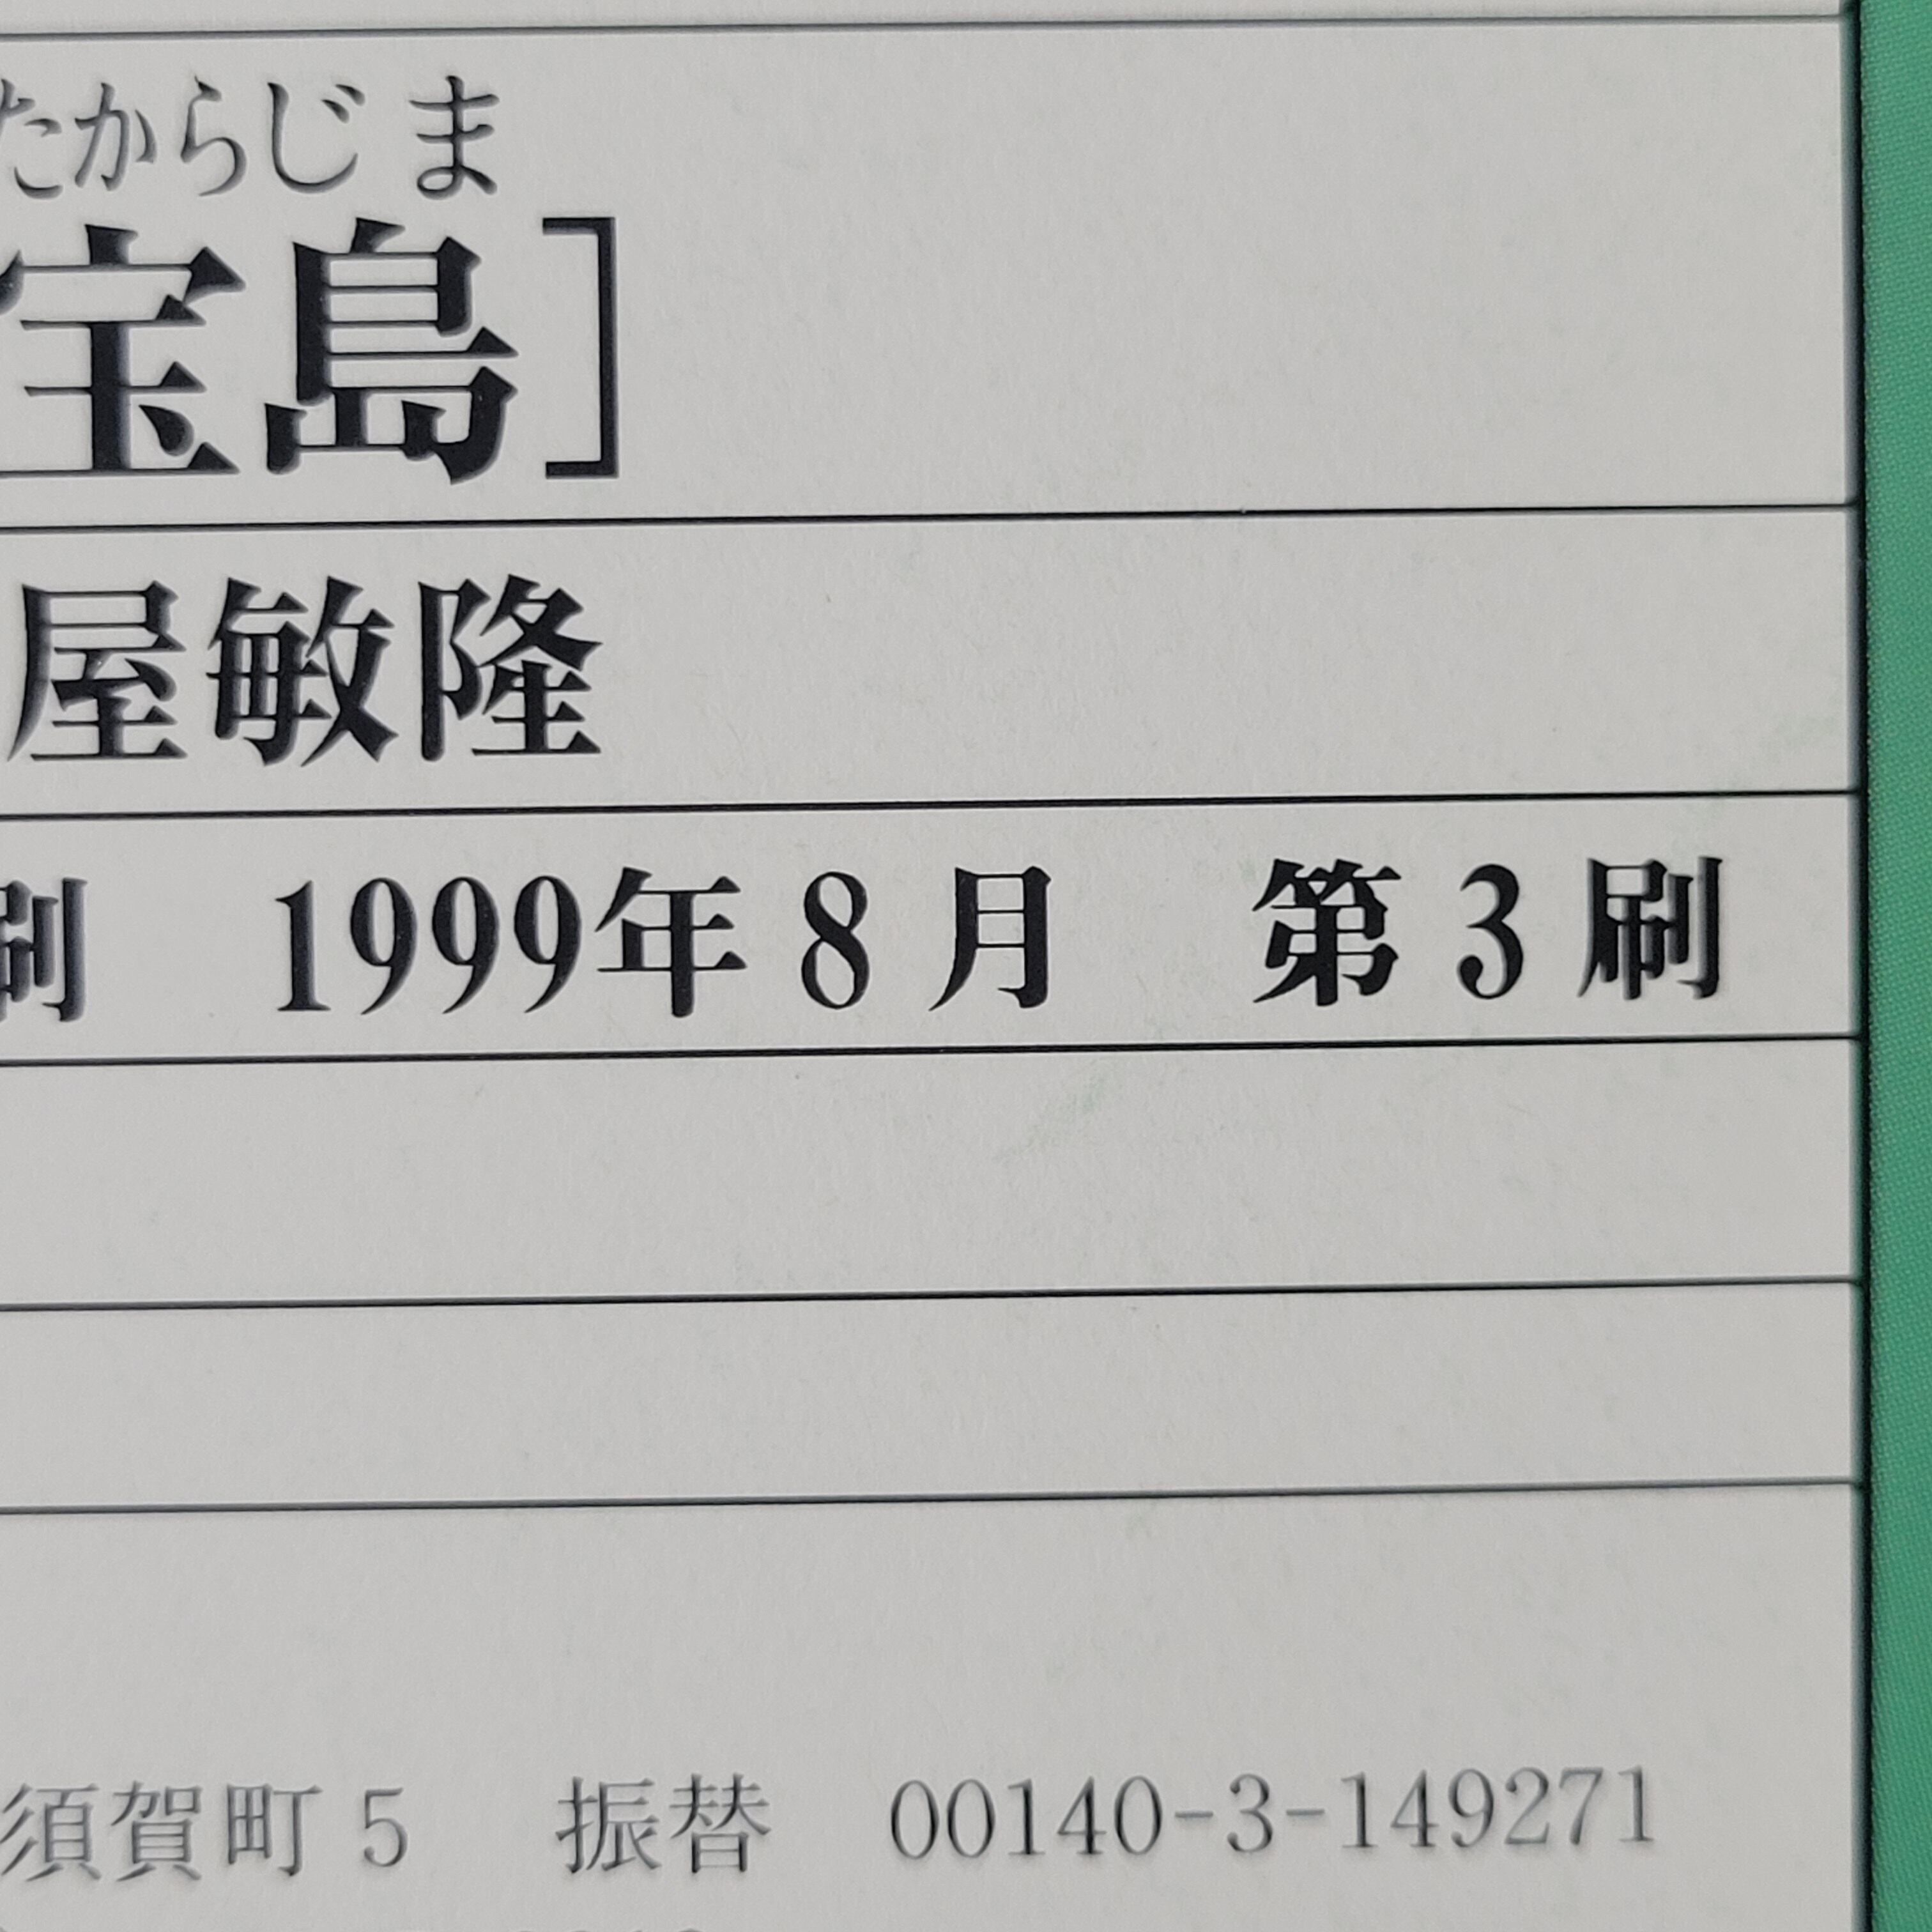 たからじま
宝島］
屋敏隆
刷　1999年8月　第3刷
須賀町5　振替　00140-3-149271